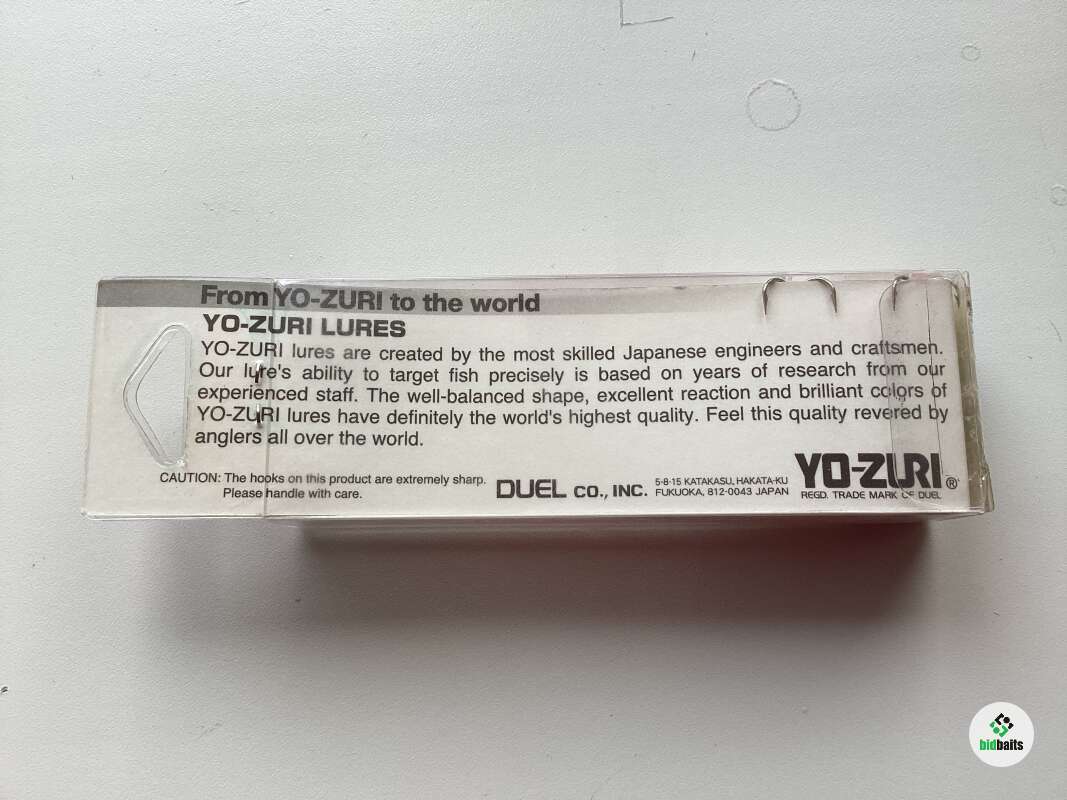 From YO-ZURI to the world
YO-ZURI LURES
YO-ZURI lures are created by the most skilled Japanese engineers and craftsmen.
Our lure's ability to target fish precisely is based on years of research from our
experienced staff. The well-balanced shape, excellent reaction and brilliant colors of
YO-ZURI lures have definitely the world's highest quality. Feel this quality revered by
anglers all over the world.
CAUTION: The hooks on this product are extremely sharp.
Please handle with care.
DUEL CO., INC.
5-8-15 KATAKASU, HAKATA-KU
FUKUOKA, 812-0043 JAPAN
YO-ZURI®
REGD. TRADE MARK OF DUEL
bidbaits